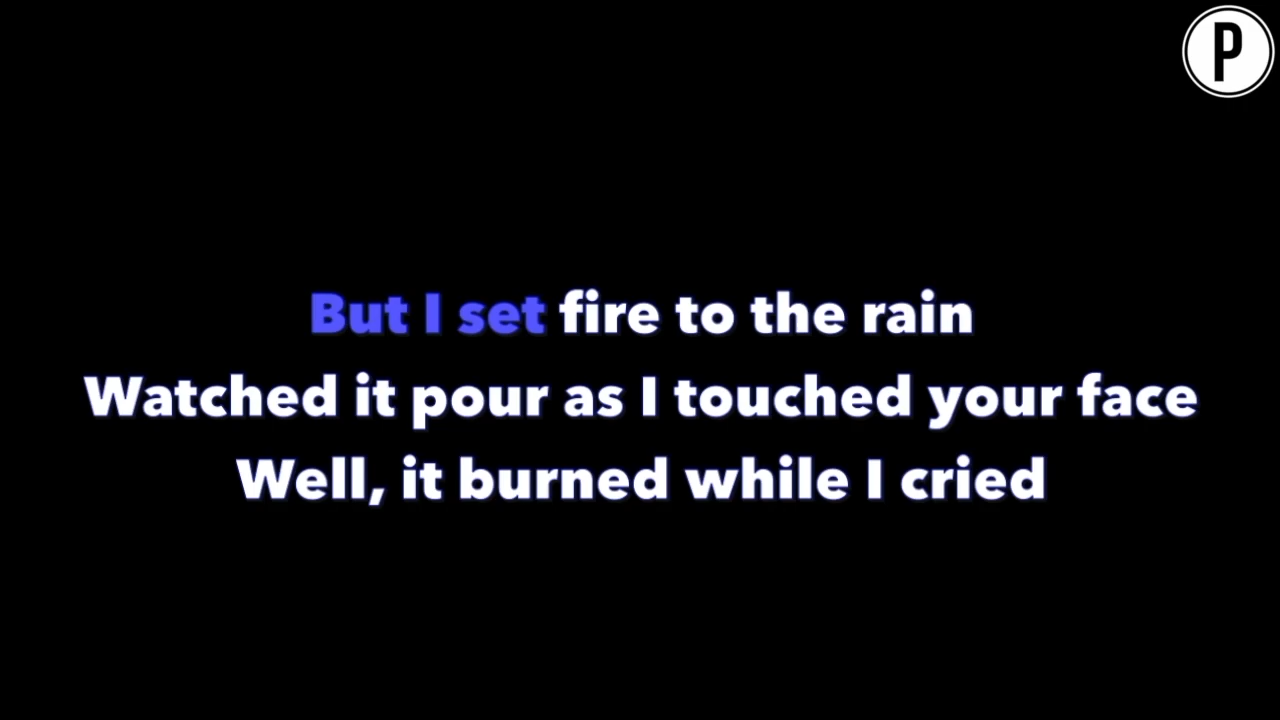 P
But I set fire to the rain
Watched it pour as I touched your face
Well, it burned while I cried